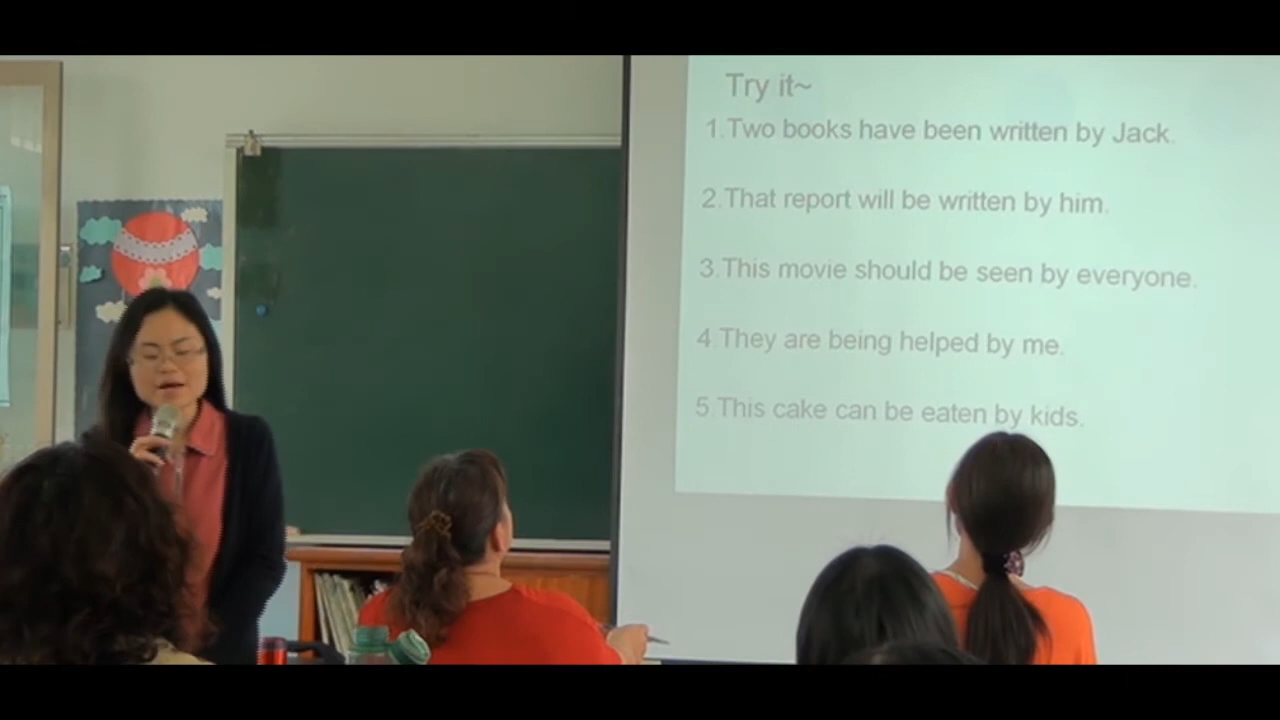 Try it~
1.Two books have been written by Jack.
2.That report will be written by him.
3.This movie should be seen by everyone.
4.They are being helped by me.
5.This cake can be eaten by kids.